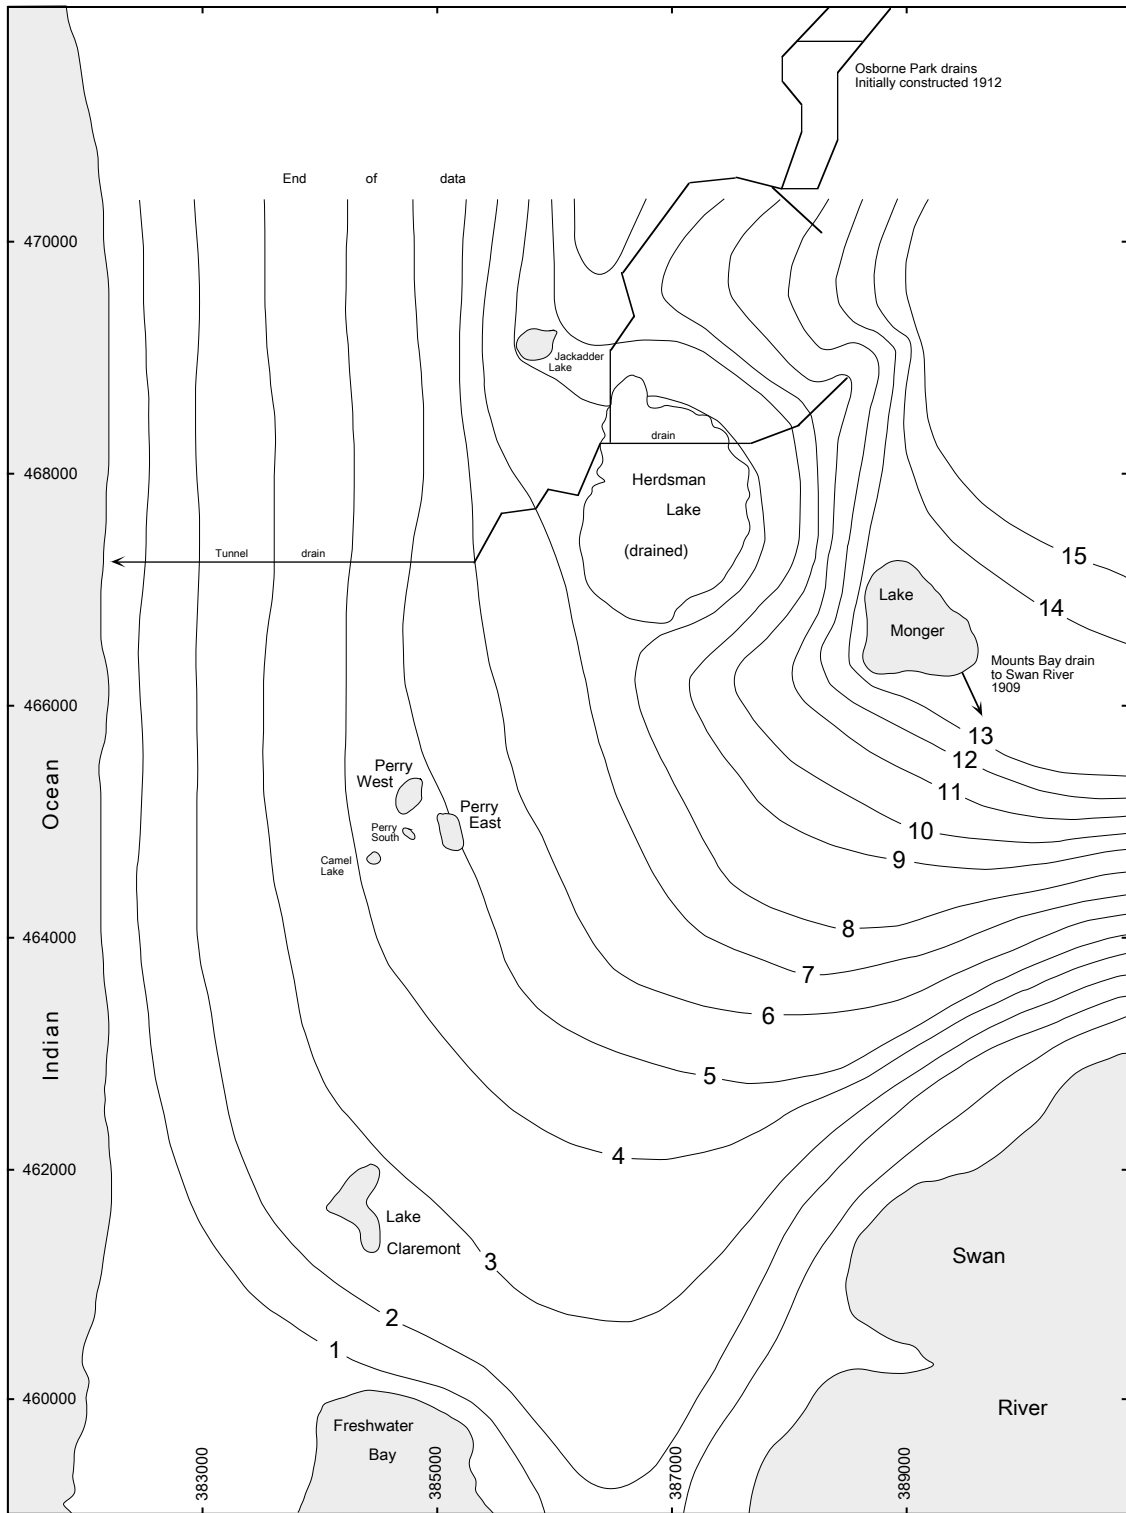 Osborne Park drains
Initially constructed 1912
End of data
470000
Jackadder
Lake
drain
468000
Herdsman
Lake
(drained)
Tunnel drain
15
Lake
14
Monger
Mounts Bay drain
to Swan River
1909
466000
13
12
Perry
West
11
Perry
East
Ocean
Perry
South
10
Camel
Lake
9
464000
8
7
6
Indian
5
4
462000
Lake
Claremont
3
Swan
2
1
460000
River
Freshwater
Bay
383000
385000
387000
389000